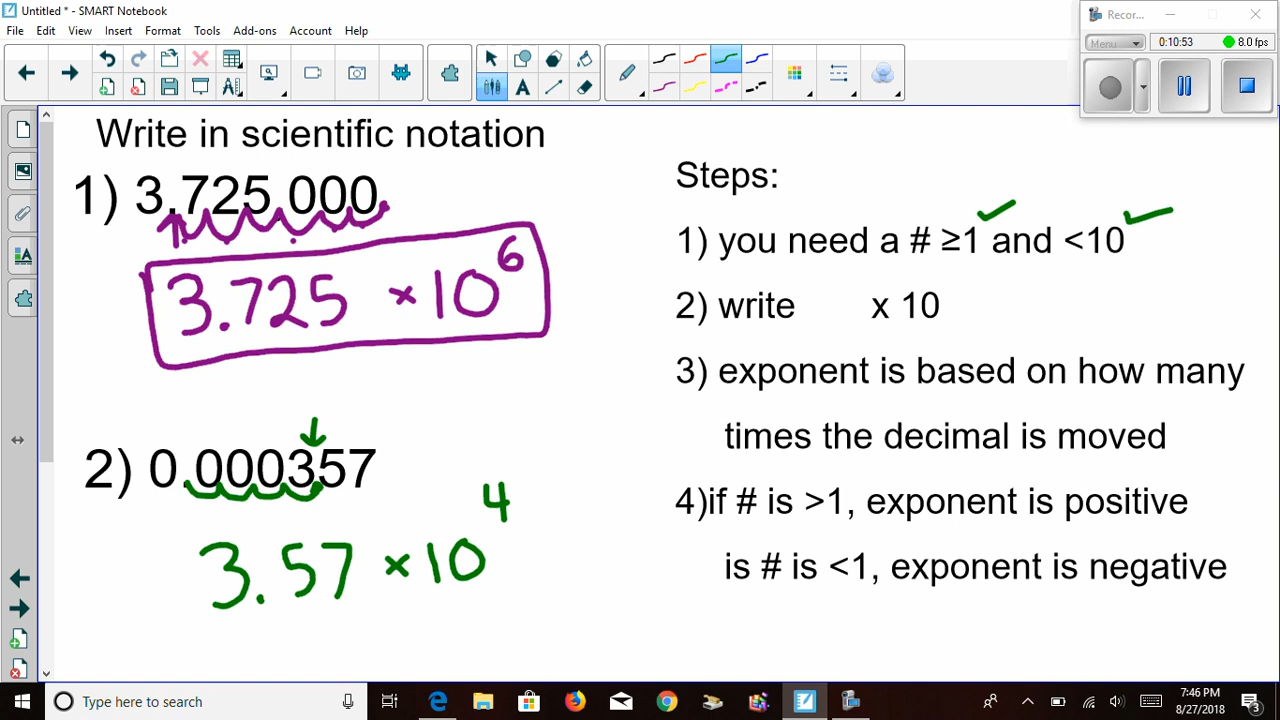 Untitled * - SMART Notebook
File Edit View Insert Format Tools Add-ons Account Help
Recor...
Menu
0:10:53
8.0 fps
Write in scientific notation
1) 3,725,000
3.725 × 10^6
2) 0.000357
3.57 × 10^4
Steps:
1) you need a # ≥1 and <10
2) write x 10
3) exponent is based on how many
times the decimal is moved
4)if # is >1, exponent is positive
is # is <1, exponent is negative
Type here to search
7:46 PM
8/27/2018
3